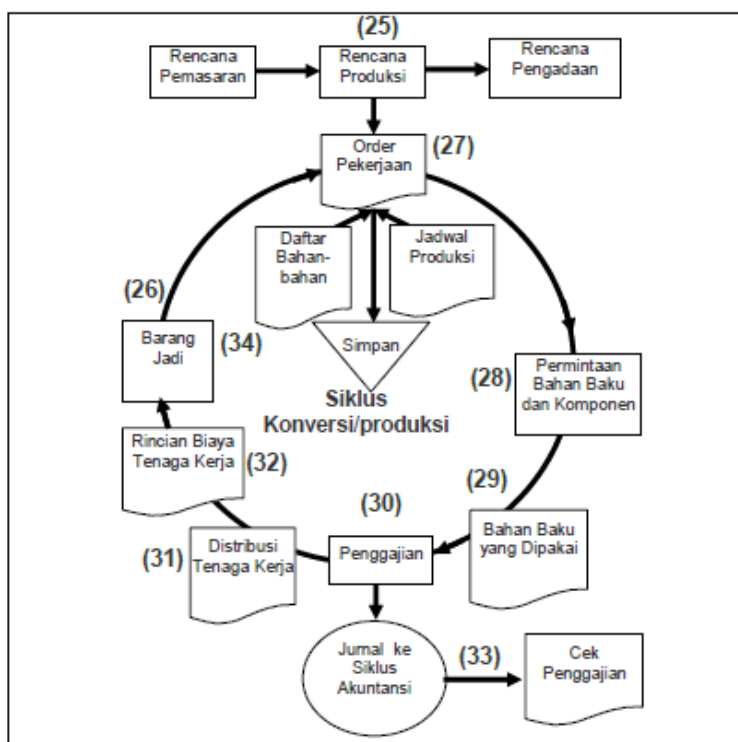 (25)
Rencana
Pemasaran
Rencana
Produksi
Rencana
Pengadaan
Order
Pekerjaan
(27)
Daftar
Bahan-
bahan
Jadwal
Produksi
(26)
Barang
Jadi
(34)
Simpan
(28)
Permintaan
Bahan Baku
dan Komponen
Siklus
Konversi/produksi
Rincian Biaya
Tenaga Kerja
(32)
(29)
(30)
(31)
Distribusi
Tenaga Kerja
Penggajian
Bahan Baku
yang Dipakai
Jurnal ke
Siklus
Akuntansi
(33)
Cek
Penggajian